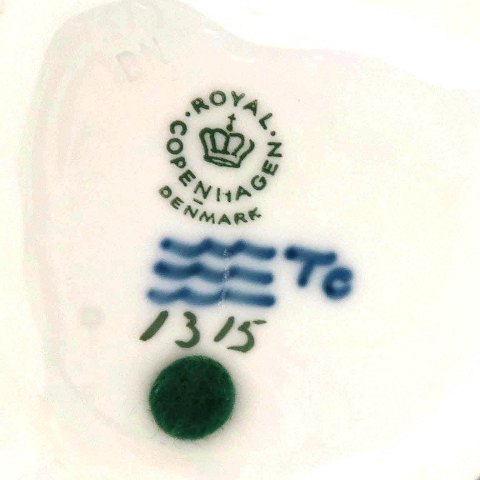 ROYAL
COPENHAGEN
DENMARK
TC
1315